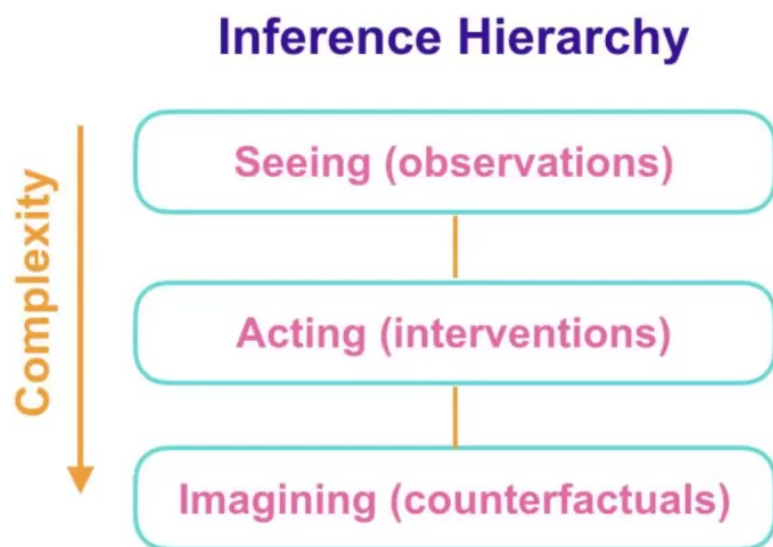 Inference Hierarchy
Complexity
Seeing (observations)
Acting (interventions)
Imagining (counterfactuals)